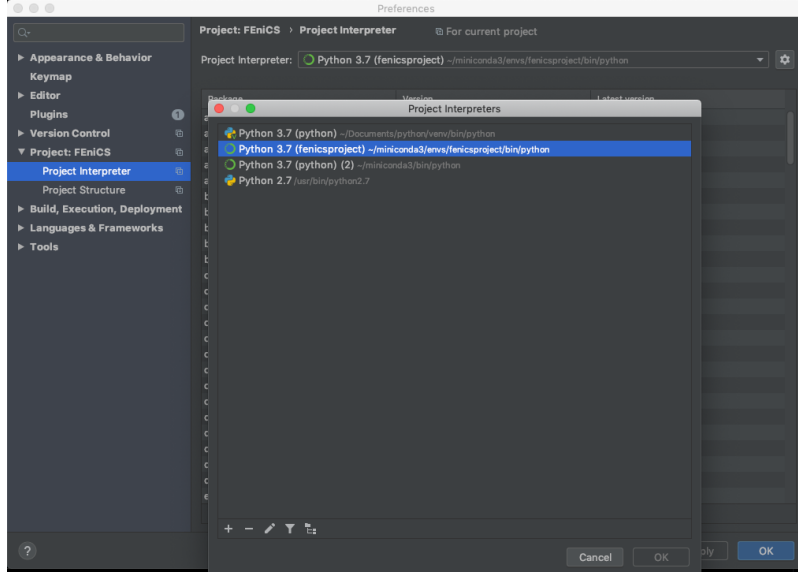 Preferences
Project: FEniCS › Project Interpreter
For current project
Appearance & Behavior
Keymap
Editor
Plugins 1
Version Control
Project: FEniCS
Project Interpreter
Project Structure
Build, Execution, Deployment
Languages & Frameworks
Tools
Project Interpreter: Python 3.7 (fenicsproject) ~/miniconda3/envs/fenicsproject/bin/python
Package Version Latest version
Project Interpreters
Python 3.7 (python) ~/Documents/python/venv/bin/python
Python 3.7 (fenicsproject) ~/miniconda3/envs/fenicsproject/bin/python
Python 3.7 (python) (2) ~/miniconda3/bin/python
Python 2.7 /usr/bin/python2.7
Cancel OK
? OK